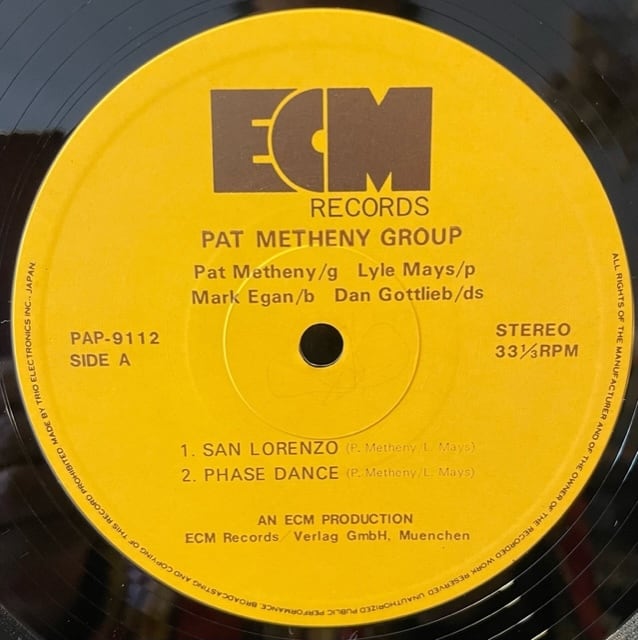 ECM
RECORDS
PAT METHENY GROUP
Pat Metheny/g Lyle Mays/p
Mark Egan/b Dan Gottlieb/ds
PAP-9112
SIDE A
STEREO
33⅓RPM
1. SAN LORENZO (P. Metheny/L. Mays)
2. PHASE DANCE (P. Metheny/L. Mays)
AN ECM PRODUCTION
ECM Records/Verlag GmbH, Muenchen
ALL RIGHTS OF THE MANUFACTURER AND OF THE OWNER OF THE RECORDED WORK RESERVED UNAUTHORIZED PUBLIC PERFORMANCE BROADCASTING AND COPYING OF THIS RECORD PROHIBITED MADE BY TRIO ELECTRONICS INC., JAPAN.